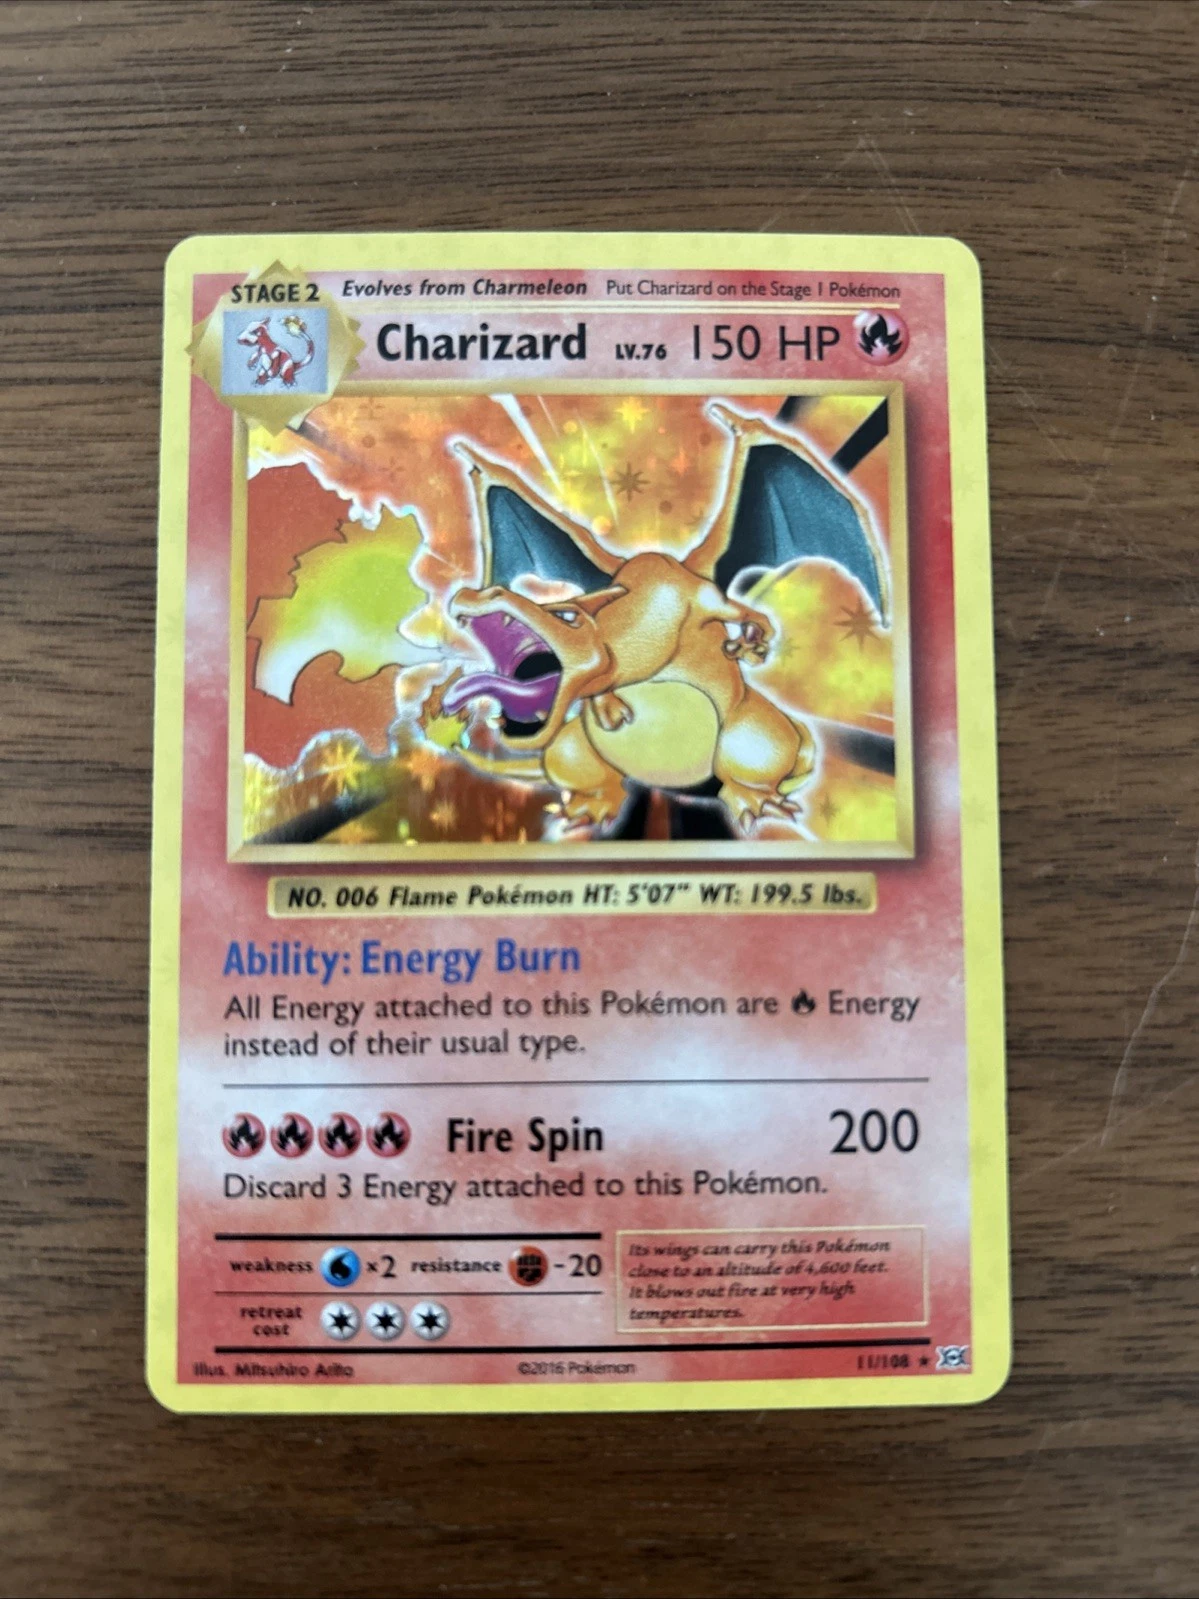 STAGE 2 Evolves from Charmeleon Put Charizard on the Stage 1 Pokémon
Charizard LV.76 150 HP
NO. 006 Flame Pokémon HT: 5'07" WT: 199.5 lbs.
Ability: Energy Burn
All Energy attached to this Pokémon are Energy
instead of their usual type.
Fire Spin 200
Discard 3 Energy attached to this Pokémon.
weakness ×2 resistance -20
retreat
cost
Its wings can carry this Pokémon
close to an altitude of 4,600 feet.
It blows out fire at very high
temperatures.
Illus. Mitsuhiro Arita ©2016 Pokémon 11/108